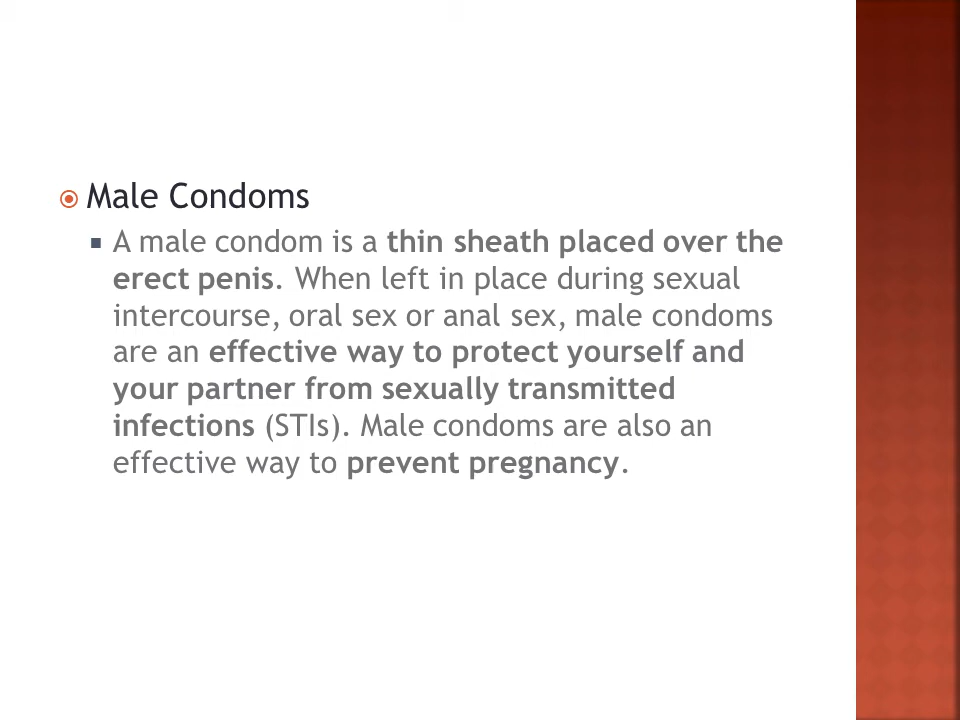 Male Condoms
A male condom is a thin sheath placed over the
erect penis. When left in place during sexual
intercourse, oral sex or anal sex, male condoms
are an effective way to protect yourself and
your partner from sexually transmitted
infections (STIs). Male condoms are also an
effective way to prevent pregnancy.